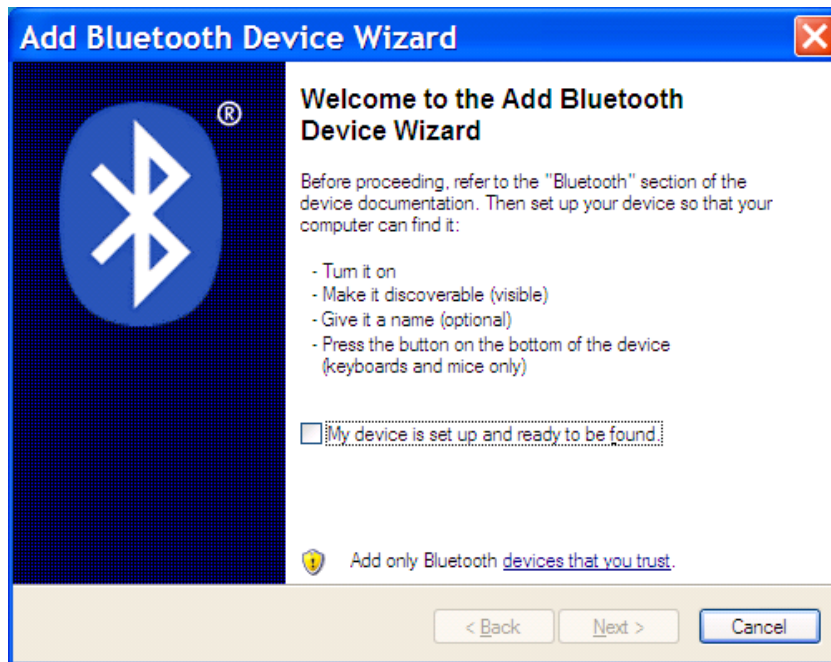 Add Bluetooth Device Wizard
®
Welcome to the Add Bluetooth
Device Wizard
Before proceeding, refer to the "Bluetooth" section of the
device documentation. Then set up your device so that your
computer can find it:
- Turn it on
- Make it discoverable (visible)
- Give it a name (optional)
- Press the button on the bottom of the device
(keyboards and mice only)
My device is set up and ready to be found.
Add only Bluetooth devices that you trust.
< Back Next > Cancel